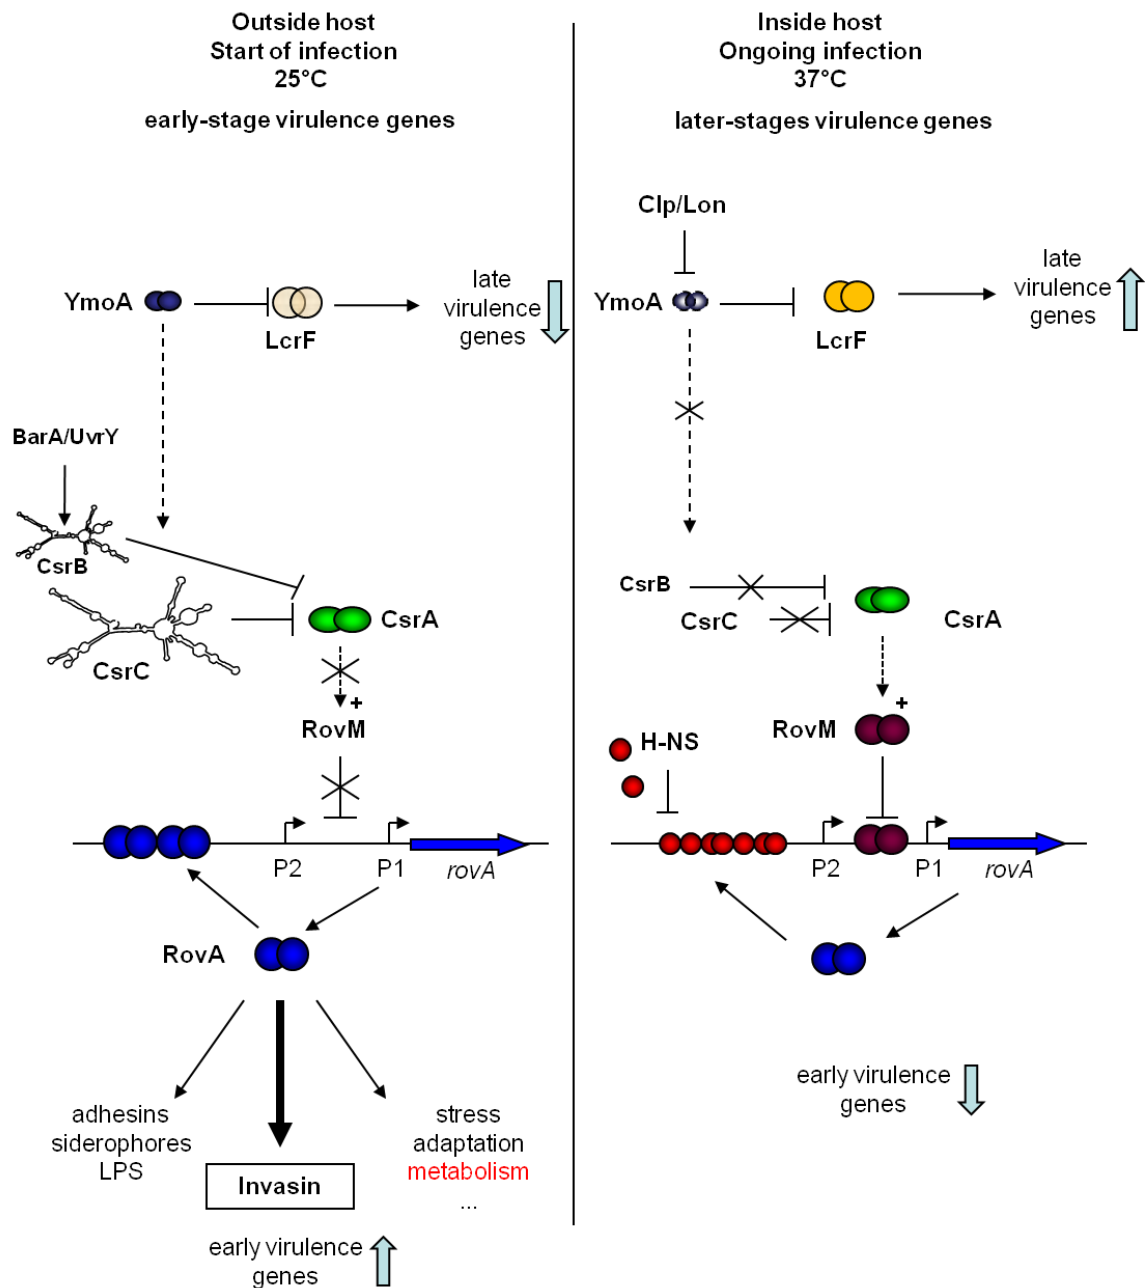 Outside host
Start of infection
25°C
early-stage virulence genes
YmoA
LcrF
late
virulence
genes
BarA/UvrY
CsrB
CsrC
CsrA
+
RovM
P2
P1
rovA
RovA
adhesins
siderophores
LPS
Invasin
stress
adaptation
metabolism
...
early virulence
genes
Inside host
Ongoing infection
37°C
later-stages virulence genes
Clp/Lon
YmoA
LcrF
late
virulence
genes
CsrB
CsrC
CsrA
+
RovM
H-NS
P2
P1
rovA
early virulence
genes